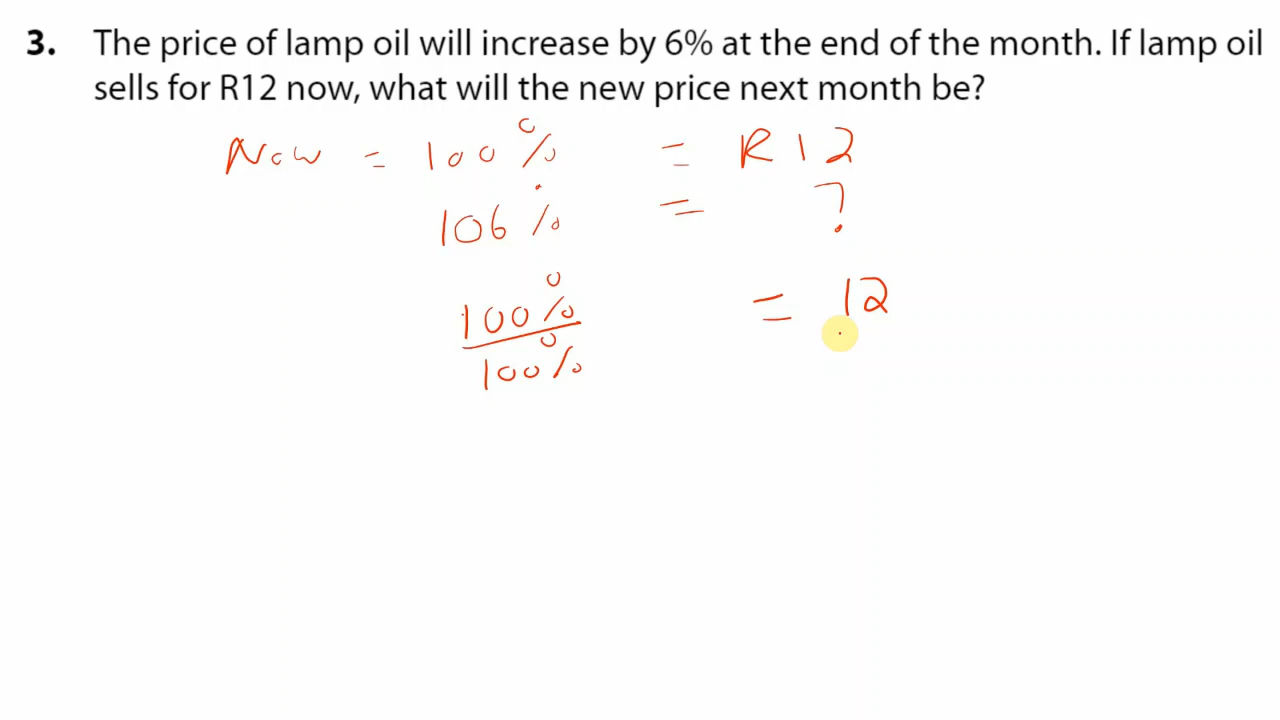 3. The price of lamp oil will increase by 6% at the end of the month. If lamp oil
sells for R12 now, what will the new price next month be?
Now = 100% = R12
106% = ?
100% = 12
100%